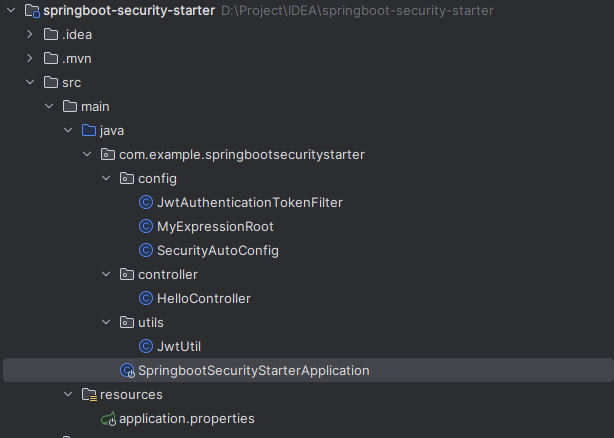 springboot-security-starter D:\Project\IDEA\springboot-security-starter
.idea
.mvn
src
main
java
com.example.springbootsecuritystarter
config
JwtAuthenticationTokenFilter
MyExpressionRoot
SecurityAutoConfig
controller
HelloController
utils
JwtUtil
SpringbootSecurityStarterApplication
resources
application.properties